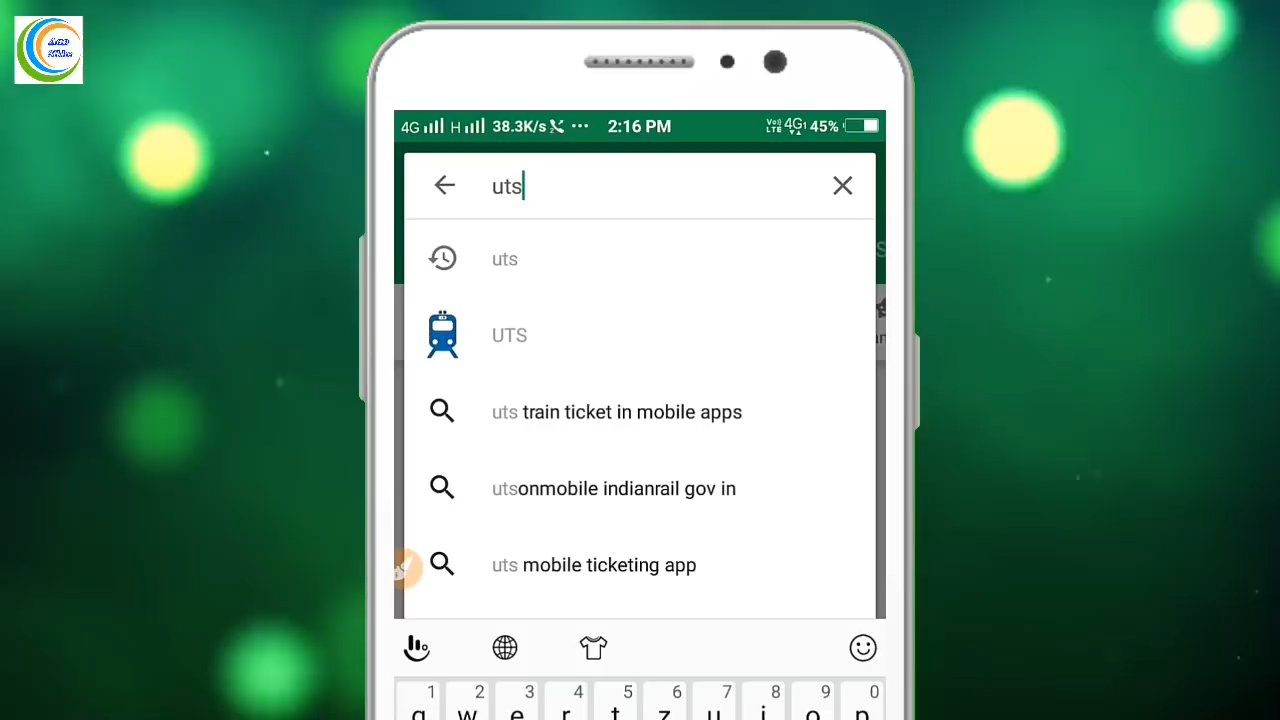 4G H 38.3K/s ... 2:16 PM VoLTE 4G 45%
uts
uts
UTS
uts train ticket in mobile apps
utsonmobile indianrail gov in
uts mobile ticketing app
1 2 3 4 5 6 7 8 9 0
q w e r t z u i o p